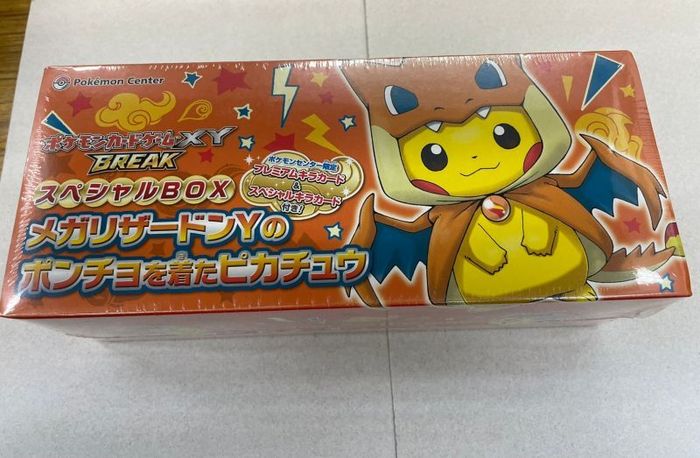 Pokémon Center
ポケモンカードゲームXY
BREAK
スペシャルBOX
ポケモンセンター限定
プレミアムキラカード
&
スペシャルキラカード
付き!
メガリザードンYの
ポンチョを着たピカチュウ